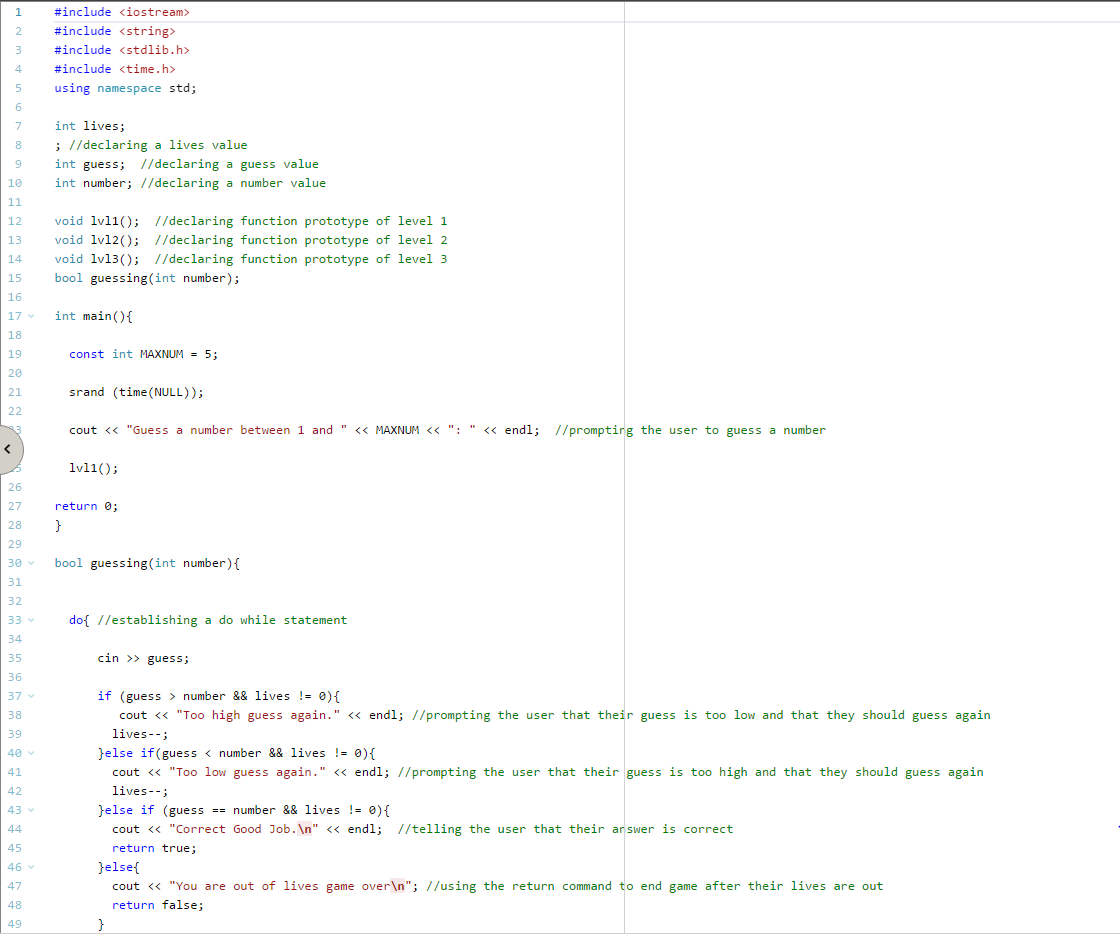 1 #include <iostream>
2 #include <string>
3 #include <stdlib.h>
4 #include <time.h>
5 using namespace std;
6
7 int lives;
8 ; //declaring a lives value
9 int guess;  //declaring a guess value
10 int number; //declaring a number value
11
12 void lvl1();  //declaring function prototype of level 1
13 void lvl2();  //declaring function prototype of level 2
14 void lvl3();  //declaring function prototype of level 3
15 bool guessing(int number);
16
17 int main(){
18
19   const int MAXNUM = 5;
20
21   srand (time(NULL));
22
23   cout << "Guess a number between 1 and " << MAXNUM << ": " << endl;  //prompting the user to guess a number
   lvl1();
26
27 return 0;
28 }
29
30 bool guessing(int number){
31
32
33   do{ //establishing a do while statement
34
35       cin >> guess;
36
37       if (guess > number && lives != 0){
38          cout << "Too high guess again." << endl; //prompting the user that their guess is too low and that they should guess again
39         lives--;
40       }else if(guess < number && lives != 0){
41         cout << "Too low guess again." << endl; //prompting the user that their guess is too high and that they should guess again
42         lives--;
43       }else if (guess == number && lives != 0){
44         cout << "Correct Good Job.\n" << endl;  //telling the user that their answer is correct
45         return true;
46       }else{
47         cout << "You are out of lives game over\n"; //using the return command to end game after their lives are out
48         return false;
49       }